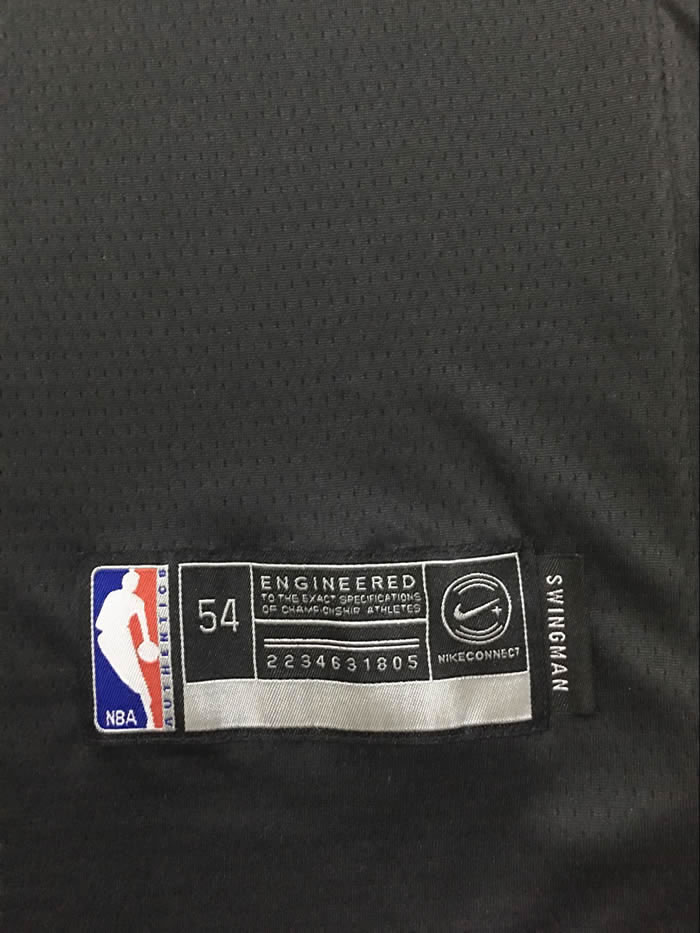 NBA
AUTHENTICS
54
ENGINEERED
TO THE EXACT SPECIFICATIONS
OF CHAMPIONSHIP ATHLETES
2234631805
NIKECONNECT
SWINGMAN